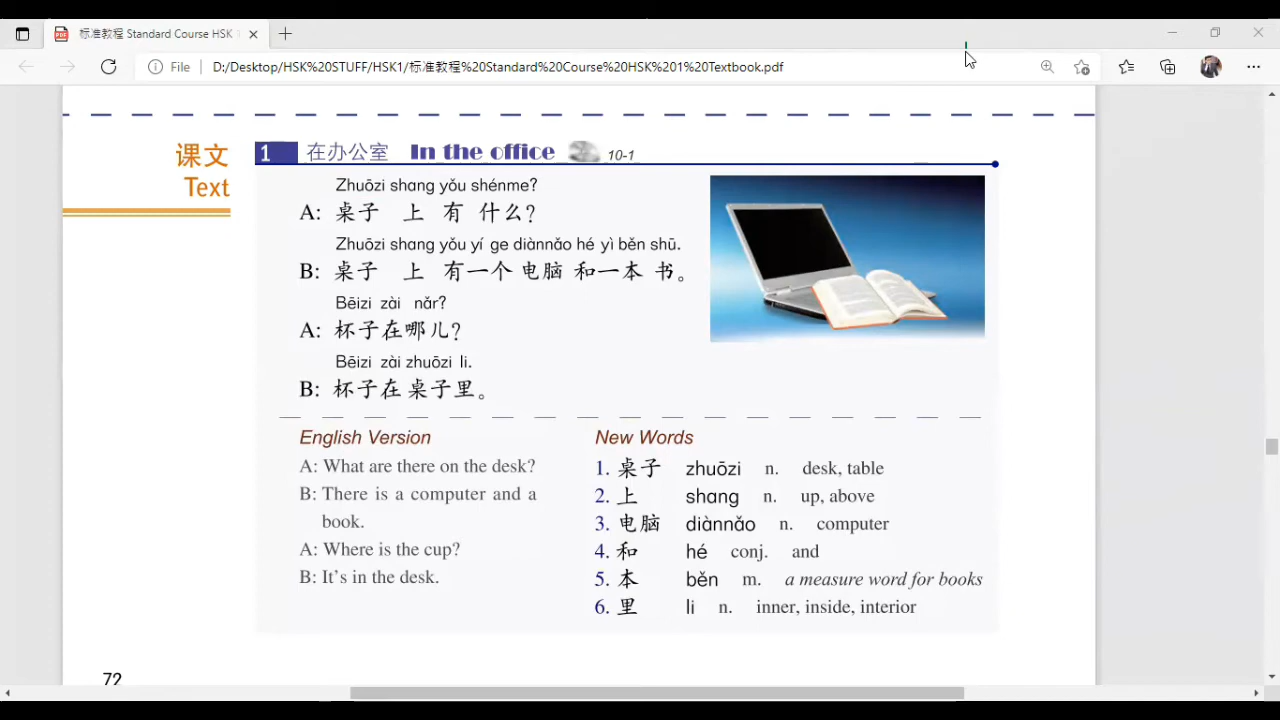 标准教程 Standard Course HSK 1
File D:/Desktop/HSK%20STUFF/HSK1/标准教程%20Standard%20Course%20HSK%201%20Textbook.pdf
课文
Text
1 在办公室 In the office 10-1
Zhuōzi shang yǒu shénme?
A: 桌子 上 有 什么?
Zhuōzi shang yǒu yí ge diànnǎo hé yì běn shū.
B: 桌子 上 有一个 电脑 和一本 书。
Bēizi zài nǎr?
A: 杯子在哪儿?
Bēizi zài zhuōzi li.
B: 杯子在 桌子里。
English Version
A: What are there on the desk?
B: There is a computer and a
book.
A: Where is the cup?
B: It's in the desk.
New Words
1. 桌子 zhuōzi n. desk, table
2. 上 shang n. up, above
3. 电脑 diànnǎo n. computer
4. 和 hé conj. and
5. 本 běn m. a measure word for books
6. 里 li n. inner, inside, interior
72